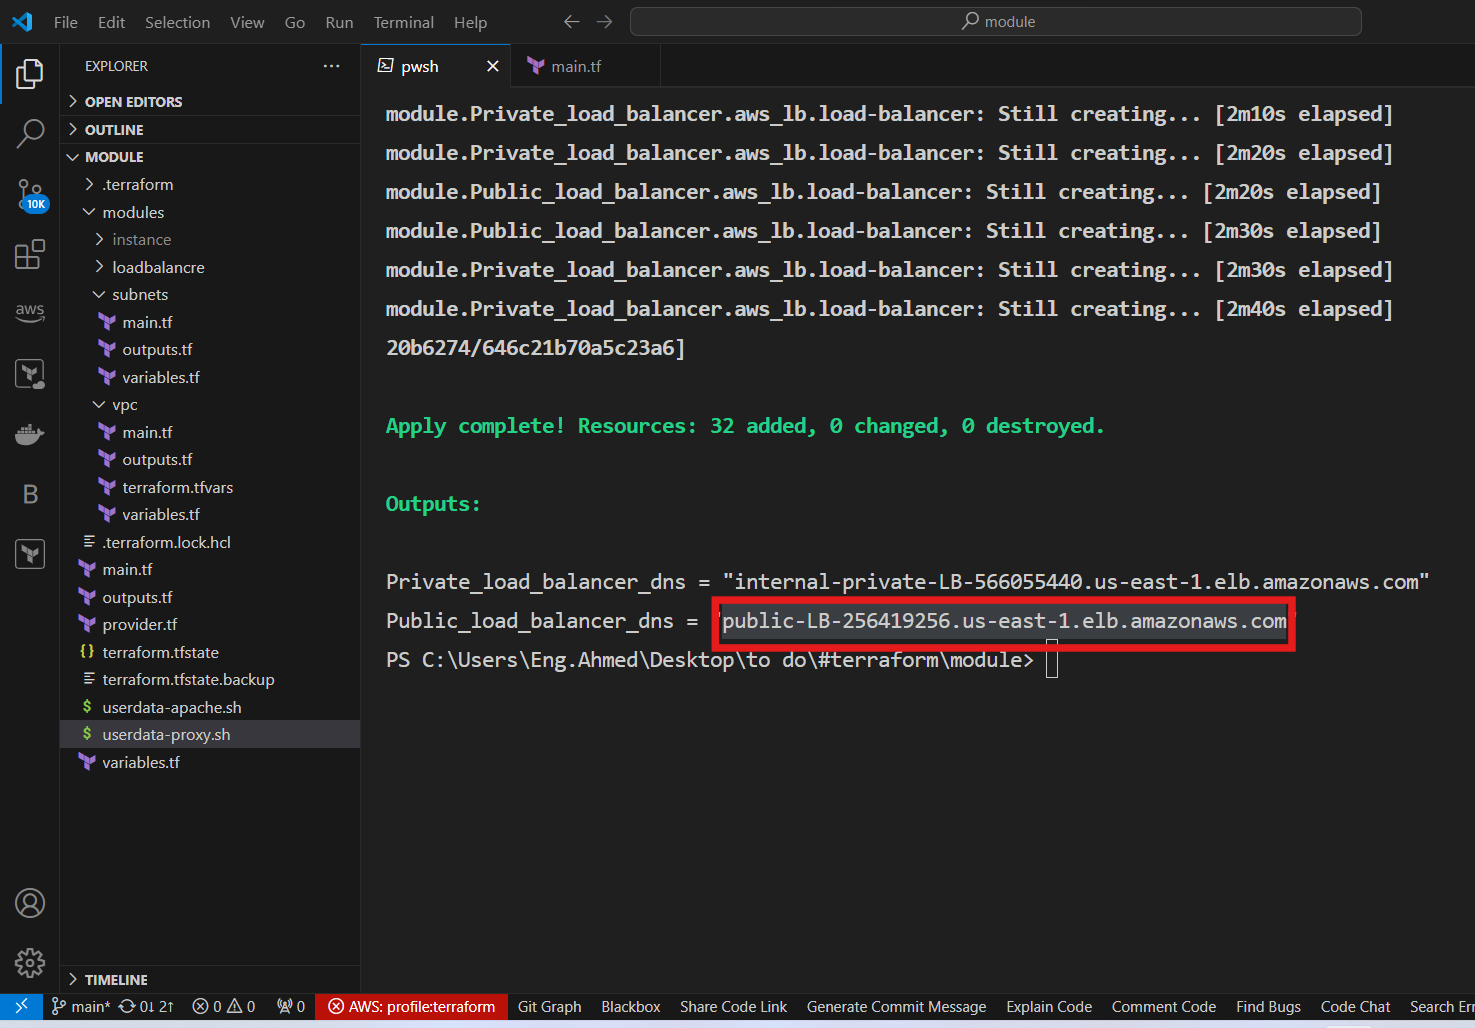 File Edit Selection View Go Run Terminal Help
module
EXPLORER
OPEN EDITORS
OUTLINE
MODULE
.terraform
modules
instance
loadbalancre
subnets
main.tf
outputs.tf
variables.tf
vpc
main.tf
outputs.tf
terraform.tfvars
variables.tf
.terraform.lock.hcl
main.tf
outputs.tf
provider.tf
terraform.tfstate
terraform.tfstate.backup
userdata-apache.sh
userdata-proxy.sh
variables.tf
TIMELINE
10K
aws
B
pwsh
main.tf
module.Private_load_balancer.aws_lb.load-balancer: Still creating... [2m10s elapsed]
module.Private_load_balancer.aws_lb.load-balancer: Still creating... [2m20s elapsed]
module.Public_load_balancer.aws_lb.load-balancer: Still creating... [2m20s elapsed]
module.Public_load_balancer.aws_lb.load-balancer: Still creating... [2m30s elapsed]
module.Private_load_balancer.aws_lb.load-balancer: Still creating... [2m30s elapsed]
module.Private_load_balancer.aws_lb.load-balancer: Still creating... [2m40s elapsed]
20b6274/646c21b70a5c23a6]
Apply complete! Resources: 32 added, 0 changed, 0 destroyed.
Outputs:
Private_load_balancer_dns = "internal-private-LB-566055440.us-east-1.elb.amazonaws.com"
Public_load_balancer_dns = "public-LB-256419256.us-east-1.elb.amazonaws.com"
PS C:\Users\Eng.Ahmed\Desktop\to do\#terraform\module>
main* 0↓ 2↑ 0 0 0 AWS: profile:terraform Git Graph Blackbox Share Code Link Generate Commit Message Explain Code Comment Code Find Bugs Code Chat Search Err